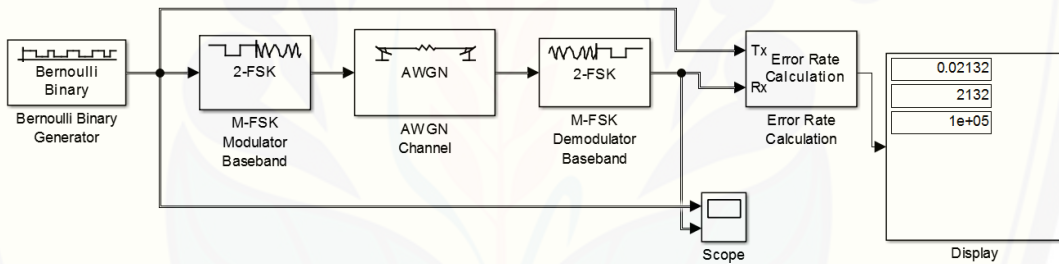 Bernoulli
Binary
Bernoulli Binary
Generator
2-FSK
M-FSK
Modulator
Baseband
AWGN
AWGN
Channel
2-FSK
M-FSK
Demodulator
Baseband
Tx
Rx
Error Rate
Calculation
Error Rate
Calculation
Scope
0.02132
2132
1e+05
Display